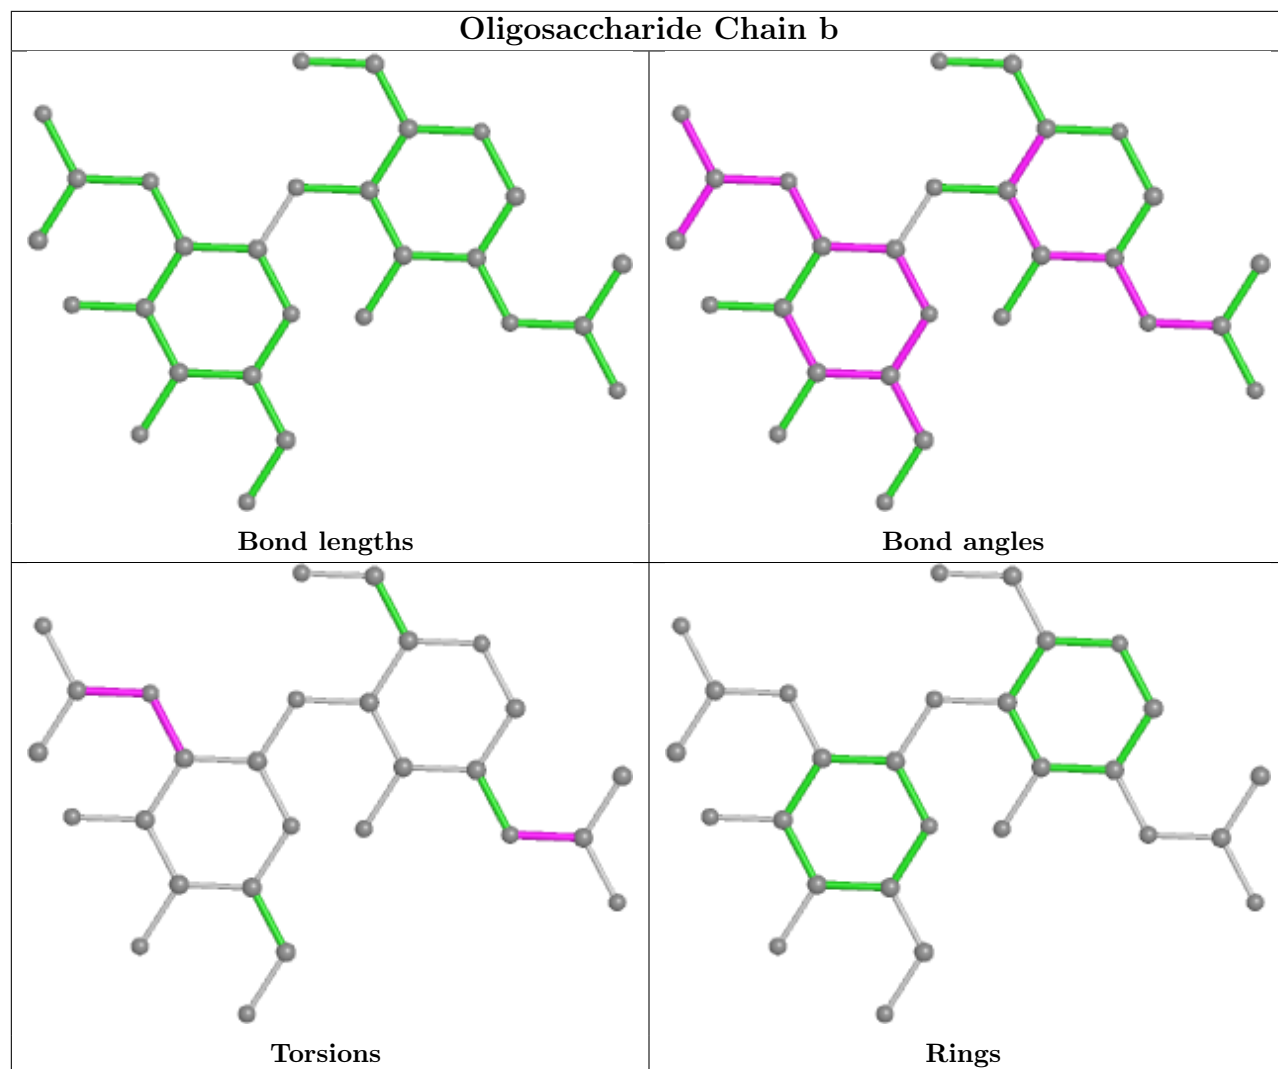 Oligosaccharide Chain b
Bond lengths
Bond angles
Torsions
Rings